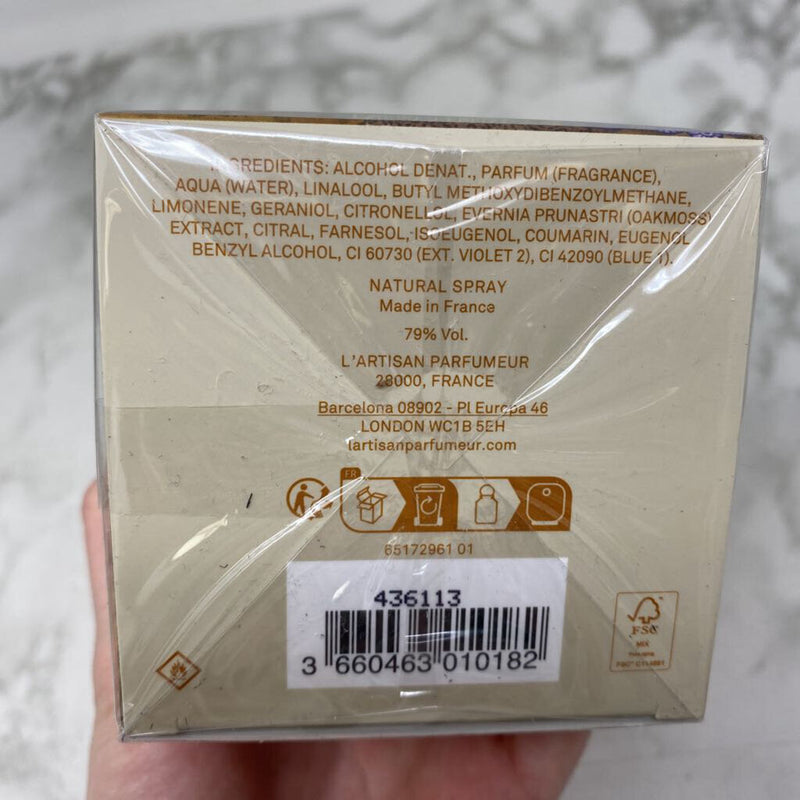 INGREDIENTS: ALCOHOL DENAT., PARFUM (FRAGRANCE),
AQUA (WATER), LINALOOL, BUTYL METHOXYDIBENZOYLMETHANE,
LIMONENE, GERANIOL, CITRONELLOL, EVERNIA PRUNASTRI (OAKMOSS)
EXTRACT, CITRAL, FARNESOL, ISOEUGENOL, COUMARIN, EUGENOL
BENZYL ALCOHOL, CI 60730 (EXT. VIOLET 2), CI 42090 (BLUE 1).
NATURAL SPRAY
Made in France
79% Vol.
L'ARTISAN PARFUMEUR
28000, FRANCE
Barcelona 08902 - Pl Europa 46
LONDON WC1B 5EH
lartisanparfumeur.com
FR
65172961 01
436113
3 660463 010182
FSC
MIX
FSC®